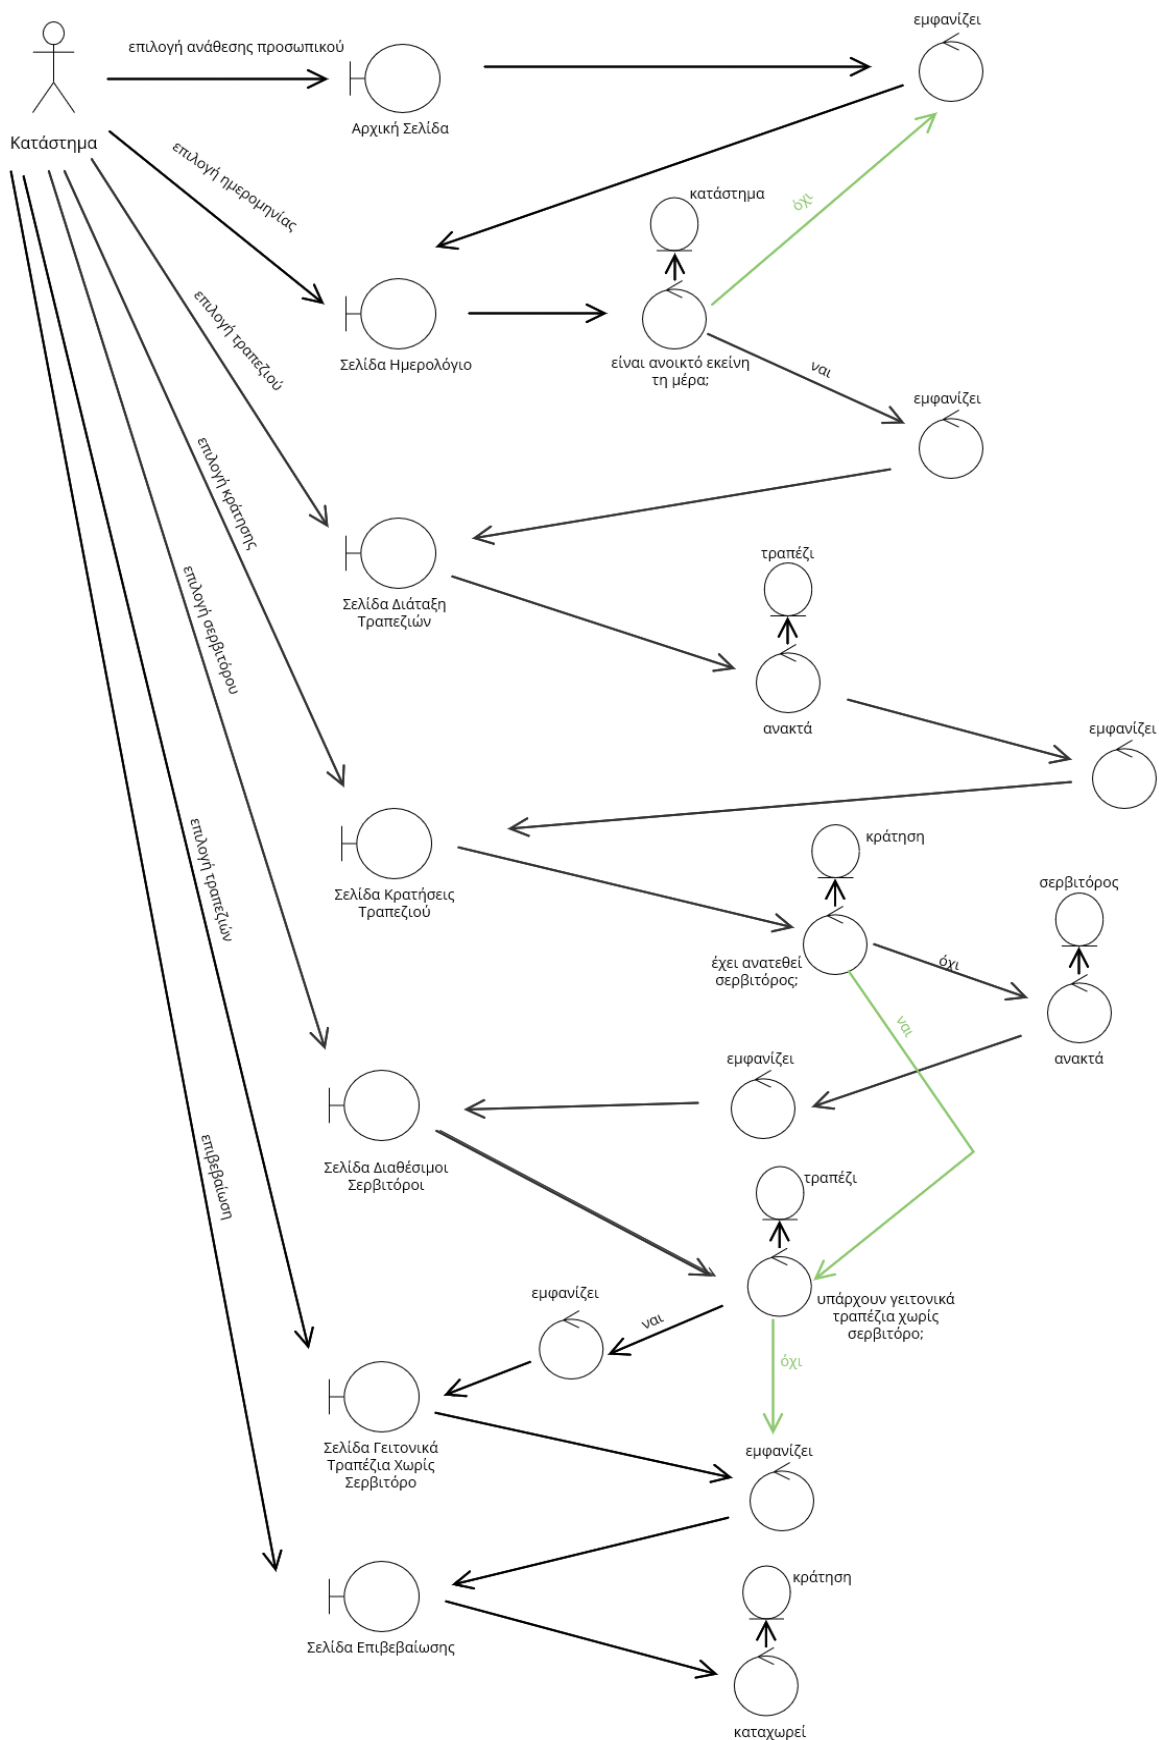 εμφανίζει
επιλογή ανάθεσης προσωπικού
Αρχική Σελίδα
Κατάστημα
επιλογή ημερομηνίας
κατάστημα
όχι
επιλογή τραπεζιού
Σελίδα Ημερολόγιο
είναι ανοικτό εκείνη
τη μέρα;
ναι
εμφανίζει
επιλογή κράτησης
τραπέζι
Σελίδα Διάταξη
Τραπεζιών
επιλογή σερβιτόρου
ανακτά
εμφανίζει
κράτηση
επιλογή τραπεζιών
Σελίδα Κρατήσεις
Τραπεζιού
σερβιτόρος
έχει ανατεθεί
σερβιτόρος;
όχι
ναι
ανακτά
εμφανίζει
επιβεβαίωση
Σελίδα Διαθέσιμοι
Σερβιτόροι
τραπέζι
εμφανίζει
υπάρχουν γειτονικά
τραπέζια χωρίς
σερβιτόρο;
ναι
όχι
Σελίδα Γειτονικά
Τραπέζια Χωρίς
Σερβιτόρο
εμφανίζει
κράτηση
Σελίδα Επιβεβαίωσης
καταχωρεί